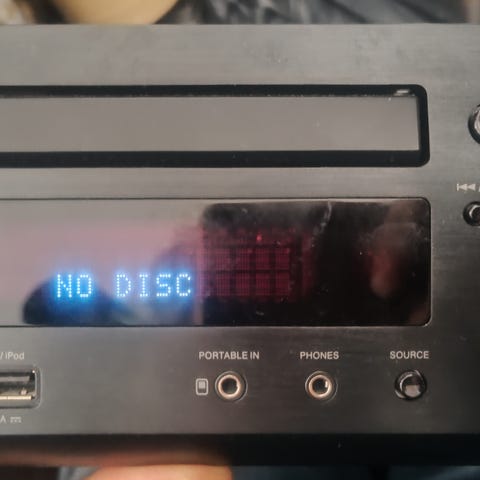 NO DISC
/ iPod
PORTABLE IN
PHONES
SOURCE
A